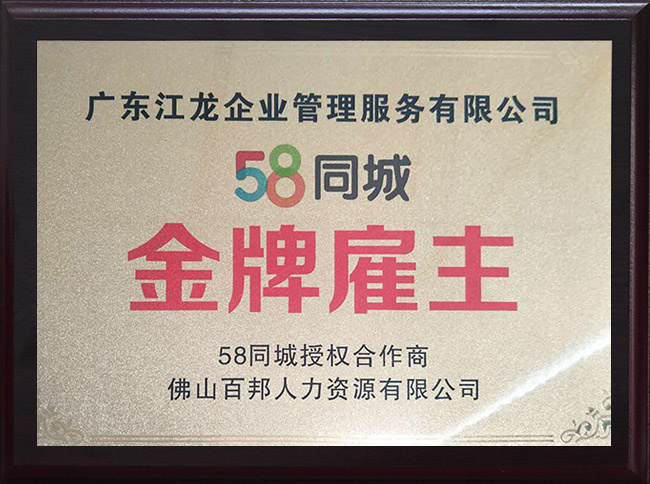 广东江龙企业管理服务有限公司
58同城
金牌雇主
58同城授权合作商
佛山百邦人力资源有限公司